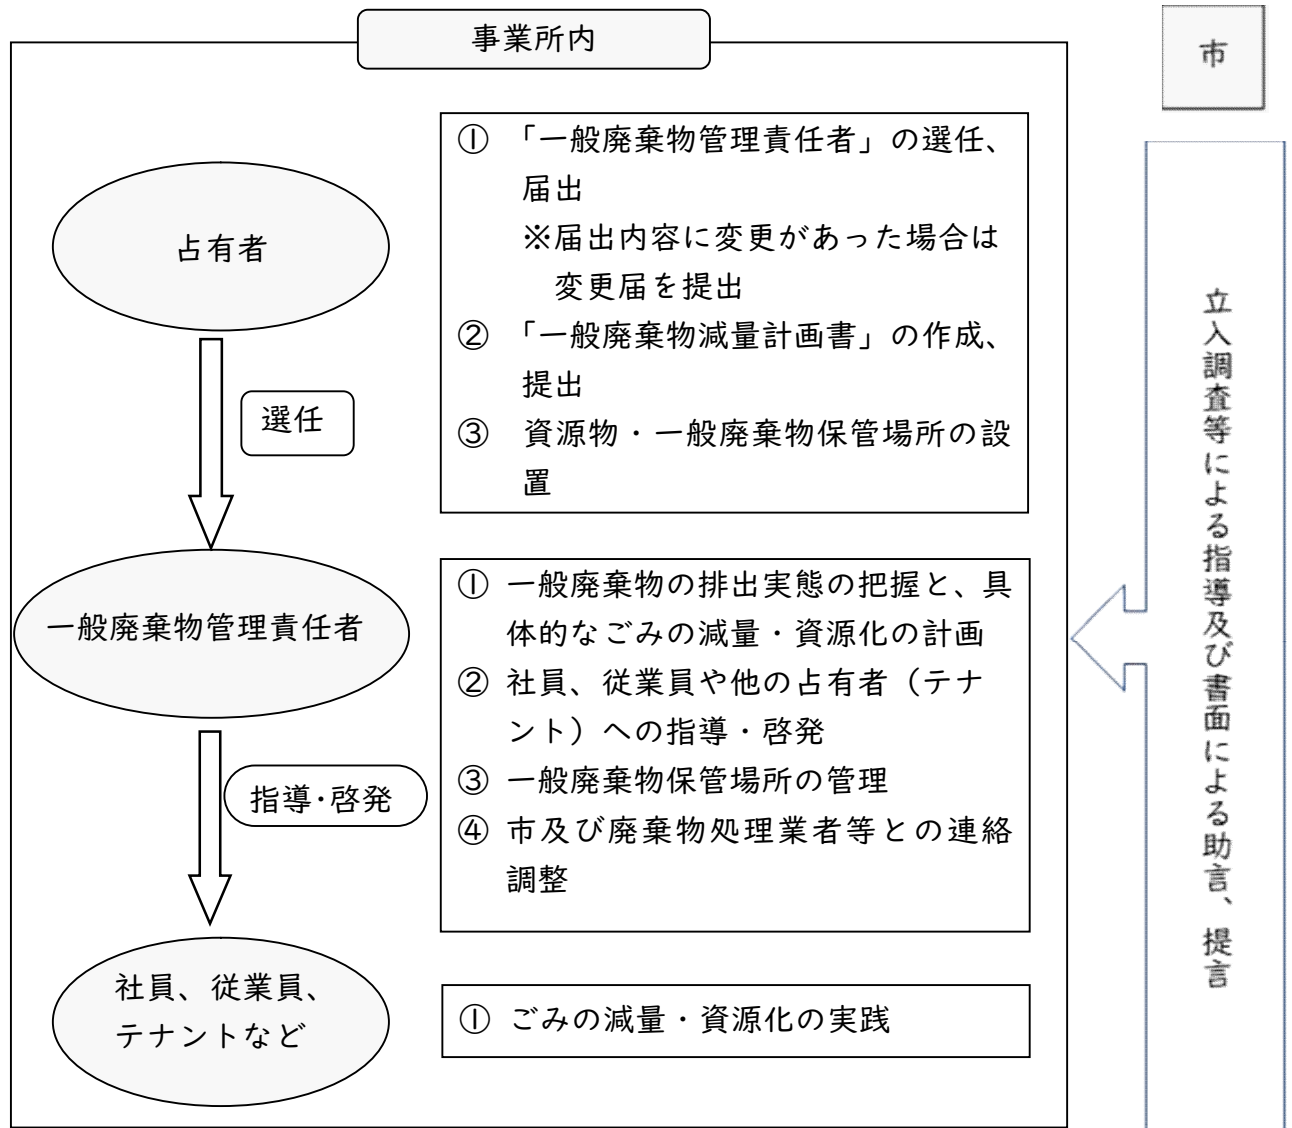 事業所内
市
占有者
① 「一般廃棄物管理責任者」の選任、
届出
※届出内容に変更があった場合は
変更届を提出
② 「一般廃棄物減量計画書」の作成、
提出
③ 資源物・一般廃棄物保管場所の設
置
選任
一般廃棄物管理責任者
① 一般廃棄物の排出実態の把握と、具
体的なごみの減量・資源化の計画
② 社員、従業員や他の占有者（テナ
ント）への指導・啓発
③ 一般廃棄物保管場所の管理
④ 市及び廃棄物処理業者等との連絡
調整
指導・啓発
社員、従業員、
テナントなど
① ごみの減量・資源化の実践
立入調査等による指導及び書面による助言、提言